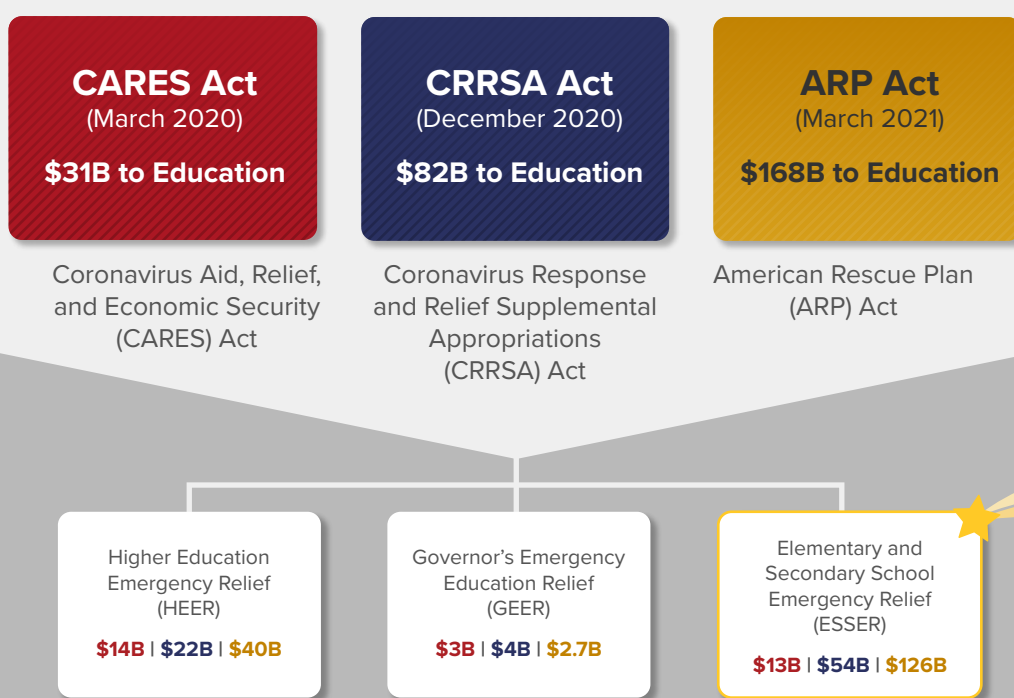 CARES Act
(March 2020)
$31B to Education
CRRSA Act
(December 2020)
$82B to Education
ARP Act
(March 2021)
$168B to Education
Coronavirus Aid, Relief,
and Economic Security
(CARES) Act
Coronavirus Response
and Relief Supplemental
Appropriations
(CRRSA) Act
American Rescue Plan
(ARP) Act
Higher Education
Emergency Relief
(HEER)
$14B | $22B | $40B
Governor’s Emergency
Education Relief
(GEER)
$3B | $4B | $2.7B
Elementary and
Secondary School
Emergency Relief
(ESSER)
$13B | $54B | $126B